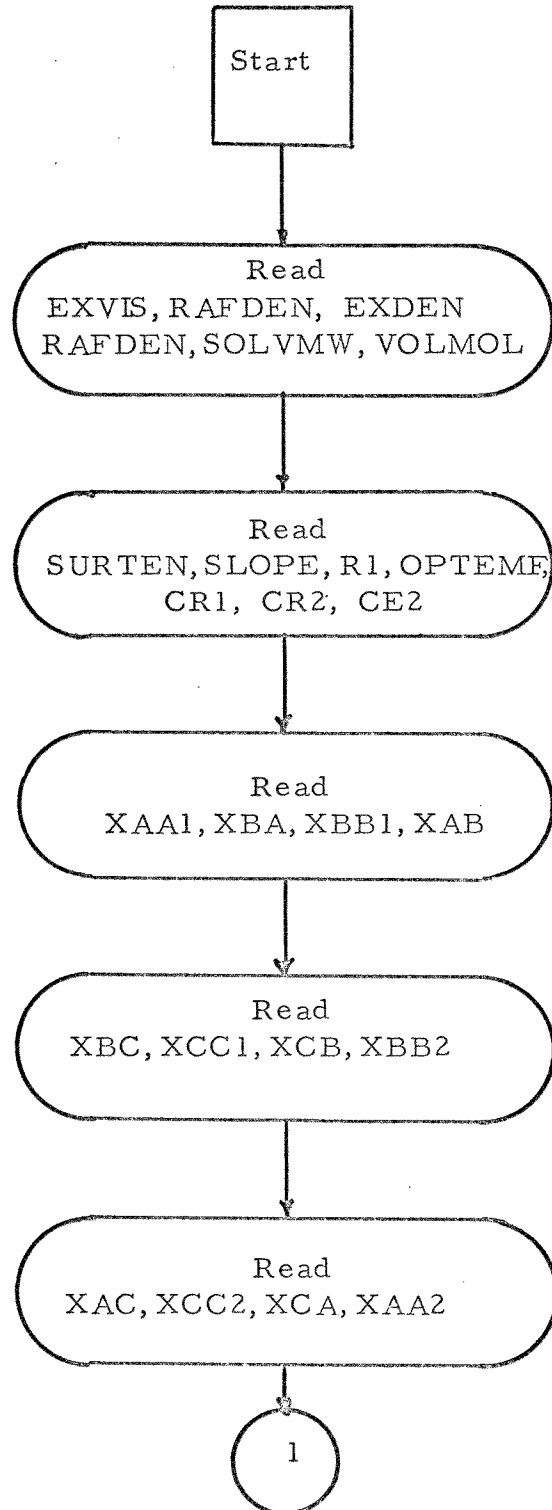 Start
Read
EXVIS, RAFDEN, EXDEN
RAFDEN, SOLVMW, VOLMOL
Read
SURTEN, SLOPE, R1, OPTEMP,
CR1, CR2, CE2
Read
XAA1, XBA, XBB1, XAB
Read
XBC, XCC1, XCB, XBB2
Read
XAC, XCC2, XCA, XAA2
1